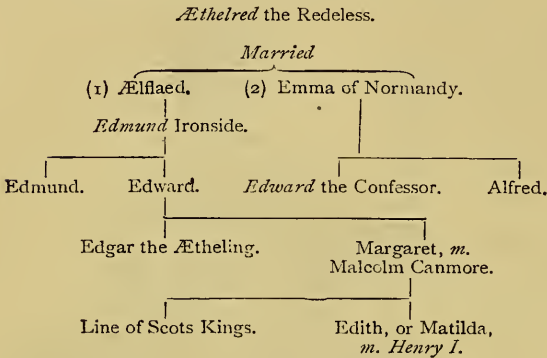 Æthelred the Redeless.
Married
(1) Ælflaed. (2) Emma of Normandy.
Edmund Ironside.
Edmund. Edward. Edward the Confessor. Alfred.
Edgar the Ætheling. Margaret, m.
Malcolm Canmore.
Line of Scots Kings. Edith, or Matilda,
m. Henry I.